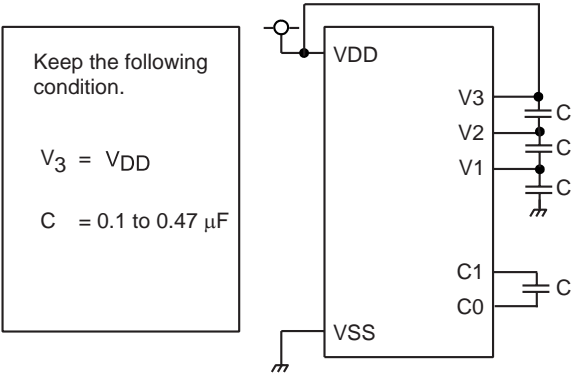 Keep the following
condition.
V3 = VDD
C = 0.1 to 0.47 μF
VDD
V3
C
V2
C
V1
C
C1
C
C0
VSS